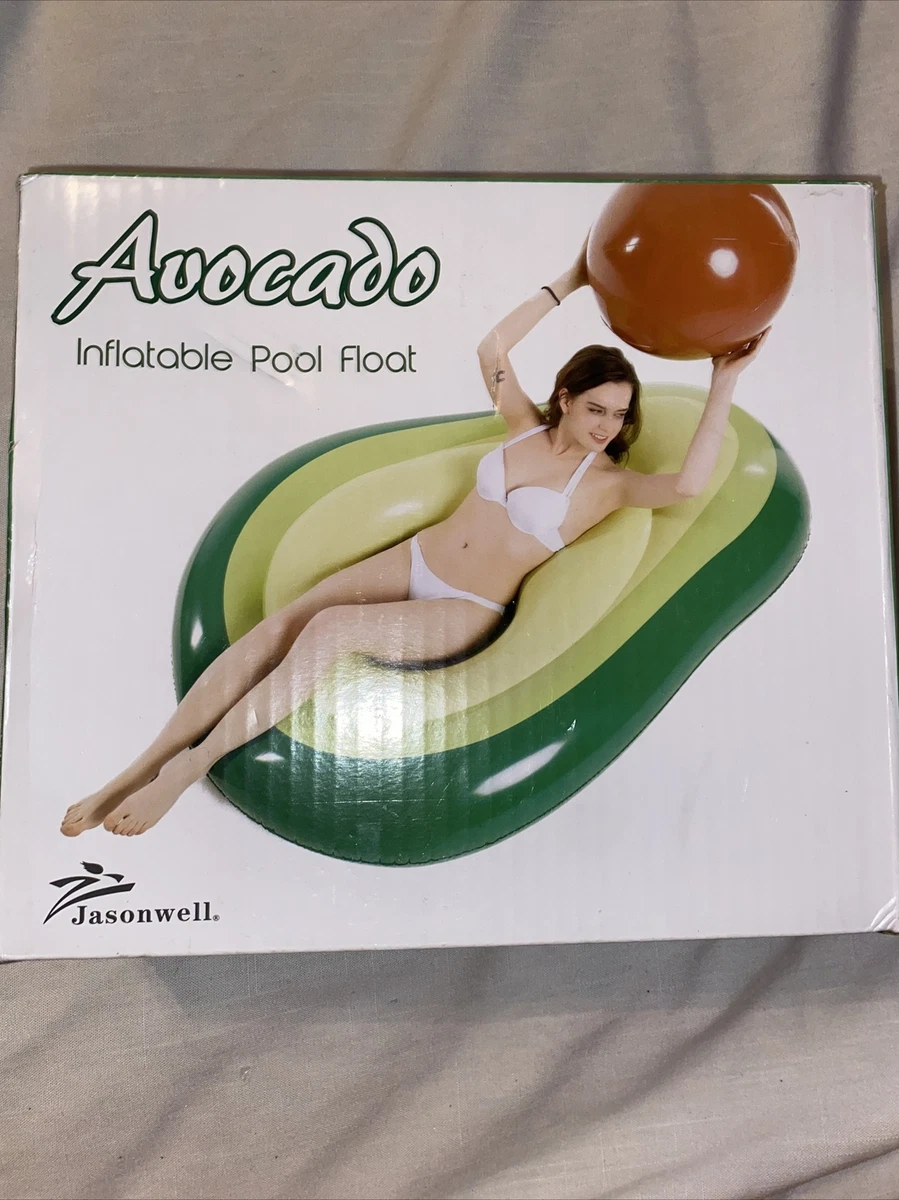 Avocado
Inflatable Pool Float
Jasonwell®